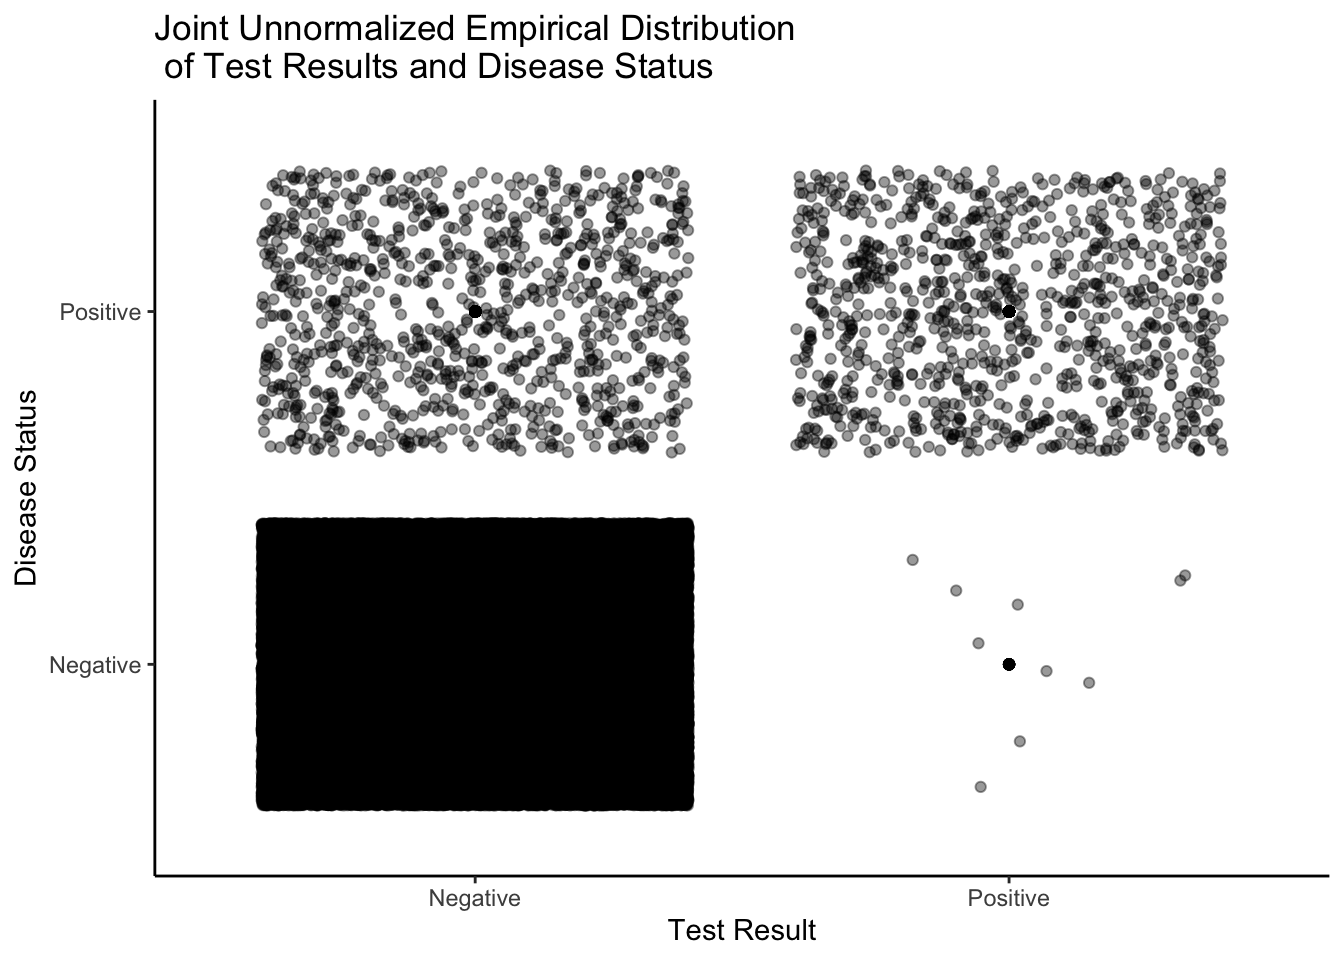 Joint Unnormalized Empirical Distribution
of Test Results and Disease Status
Disease Status
Positive
Negative
Negative
Positive
Test Result